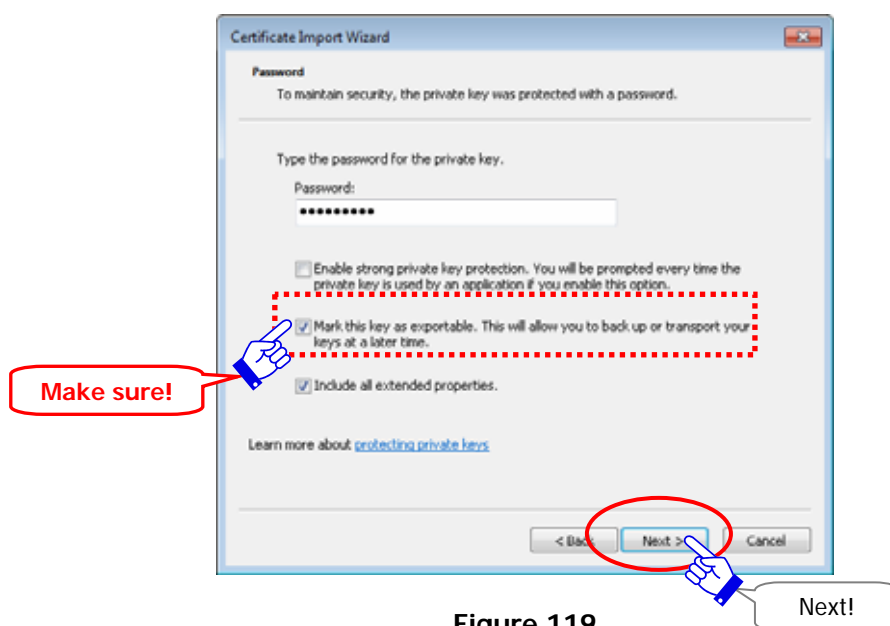 Certificate Import Wizard
Password
To maintain security, the private key was protected with a password.
Type the password for the private key.
Password:
•••••••••
Enable strong private key protection. You will be prompted every time the
private key is used by an application if you enable this option.
Mark this key as exportable. This will allow you to back up or transport your
keys at a later time.
Make sure!
Include all extended properties.
Learn more about protecting private keys
< Back Next > Cancel
Next!
Figure 119